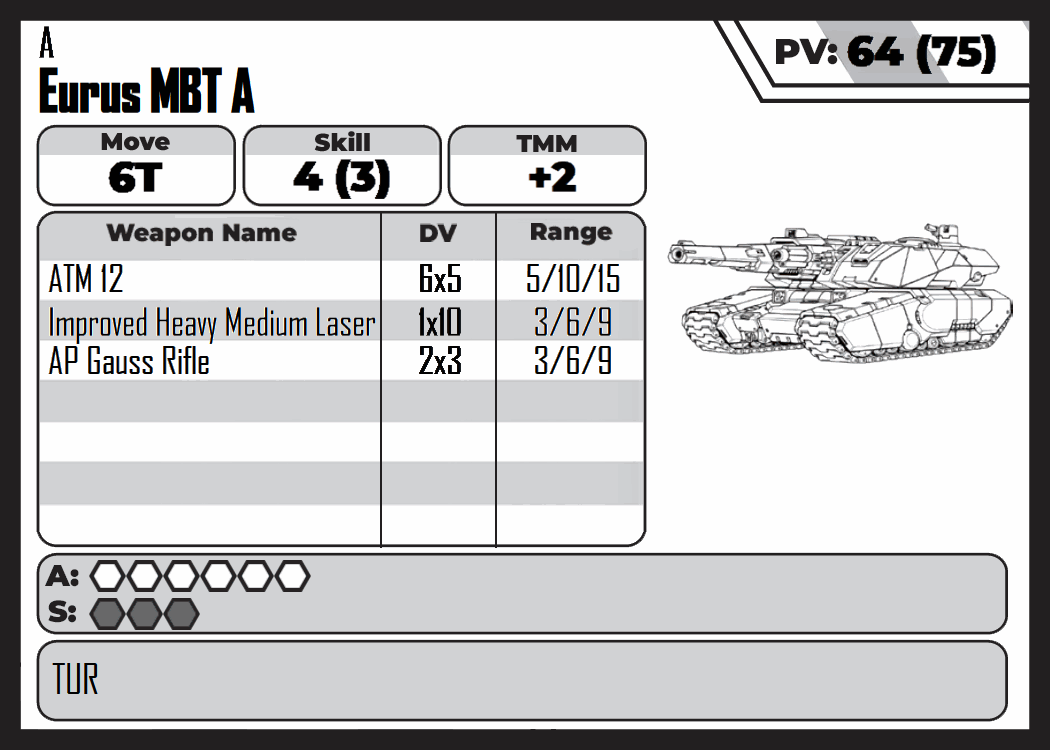 A
Eurus MBT A
PV: 64 (75)
Move
6T
Skill
4 (3)
TMM
+2
Weapon Name DV Range
ATM 12 6x5 5/10/15
Improved Heavy Medium Laser 1x10 3/6/9
AP Gauss Rifle 2x3 3/6/9
A:
S:
TUR